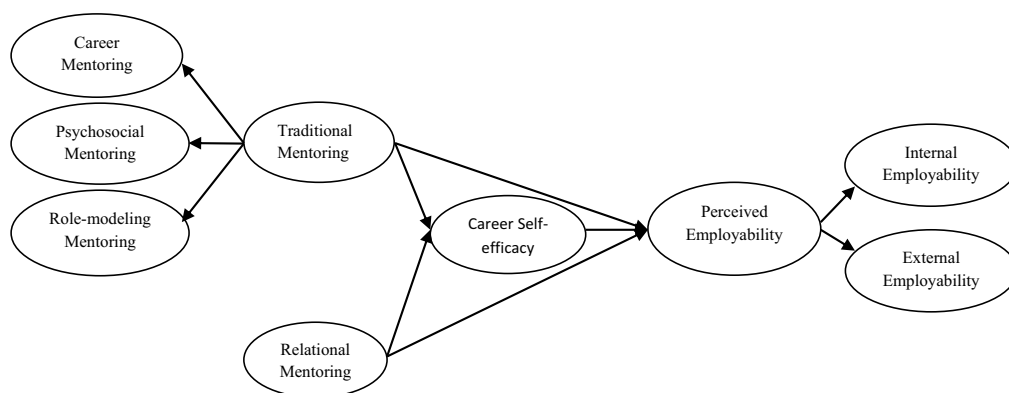 Career
Mentoring
Psychosocial
Mentoring
Role-modeling
Mentoring
Traditional
Mentoring
Career Self-
efficacy
Relational
Mentoring
Perceived
Employability
Internal
Employability
External
Employability